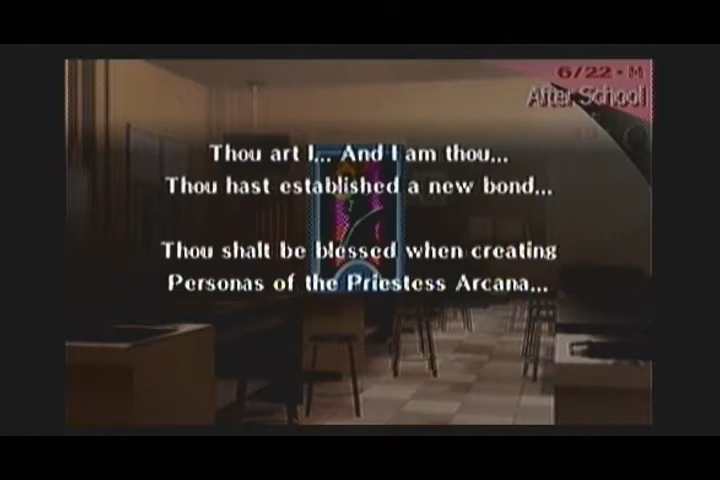 6/22・M
After School
Thou art I... And I am thou...
Thou hast established a new bond...
Thou shalt be blessed when creating
Personas of the Priestess Arcana...